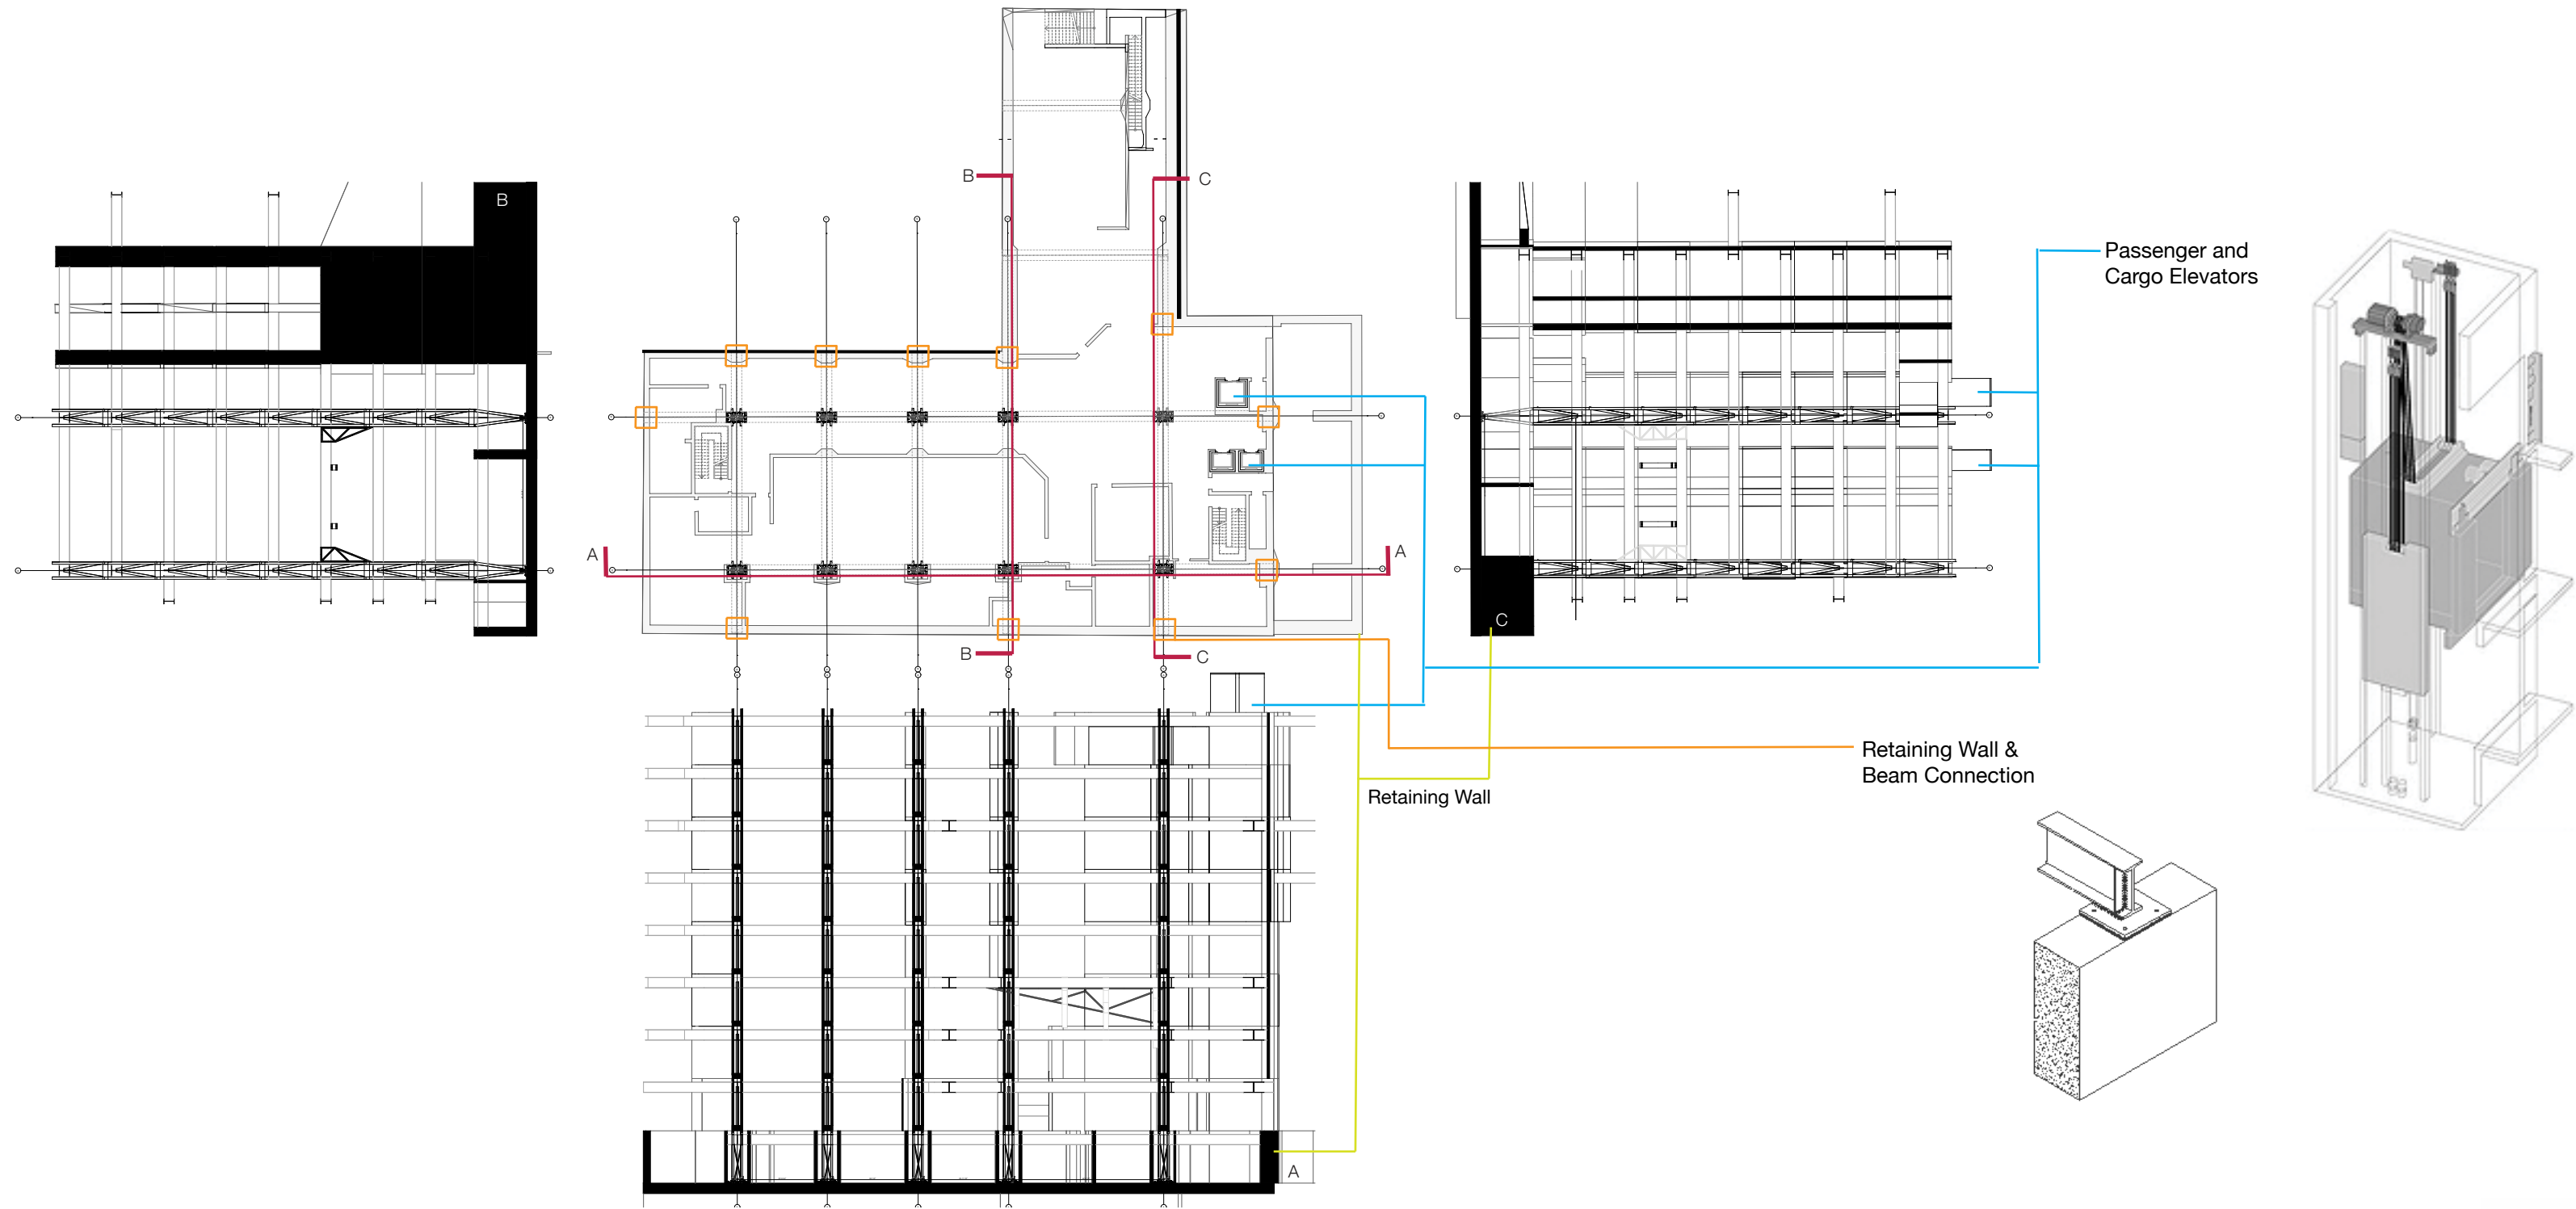 B
B
C
Passenger and
Cargo Elevators
A
A
C
B
C
Retaining Wall &
Beam Connection
Retaining Wall
A